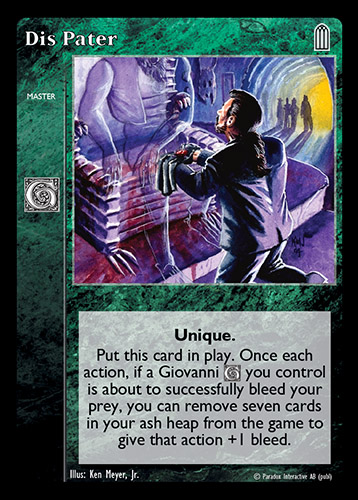 Dis Pater
MASTER
Unique.
Put this card in play. Once each
action, if a Giovanni you control
is about to successfully bleed your
prey, you can remove seven cards
in your ash heap from the game to
give that action +1 bleed.
Illus: Ken Meyer, Jr.
© Paradox Interactive AB (publ)